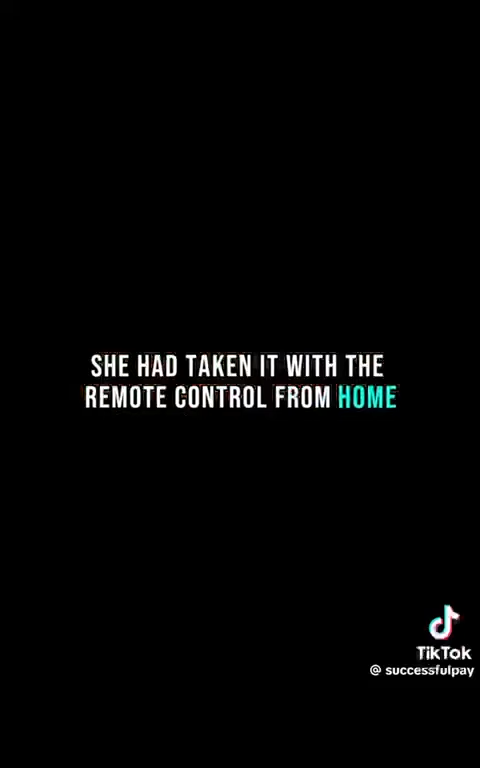 SHE HAD TAKEN IT WITH THE
REMOTE CONTROL FROM HOME
TikTok
@ successfulpay